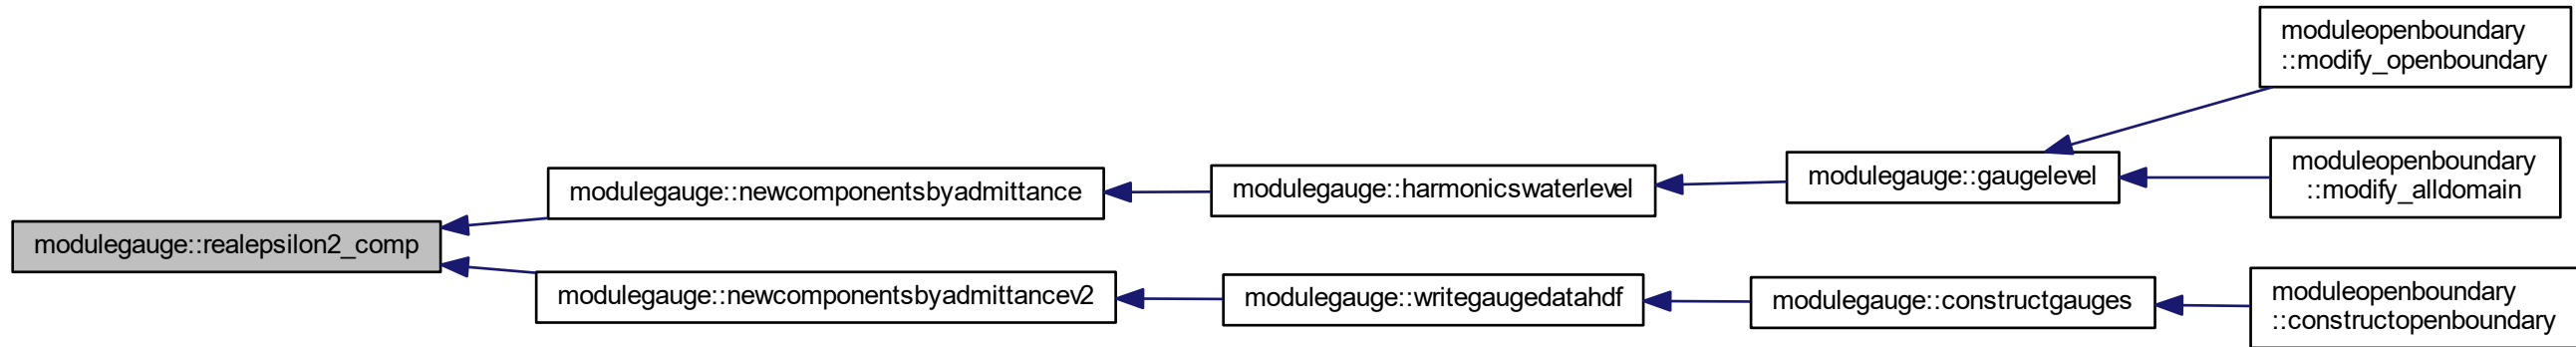 moduleopenboundary
::modify_openboundary
moduleopenboundary
::modify_alldomain
modulegauge::gaugelevel
modulegauge::harmonicswaterlevel
modulegauge::newcomponentsbyadmittance
modulegauge::realepsilon2_comp
modulegauge::newcomponentsbyadmittancev2
modulegauge::writegaugedatahdf
modulegauge::constructgauges
moduleopenboundary
::constructopenboundary